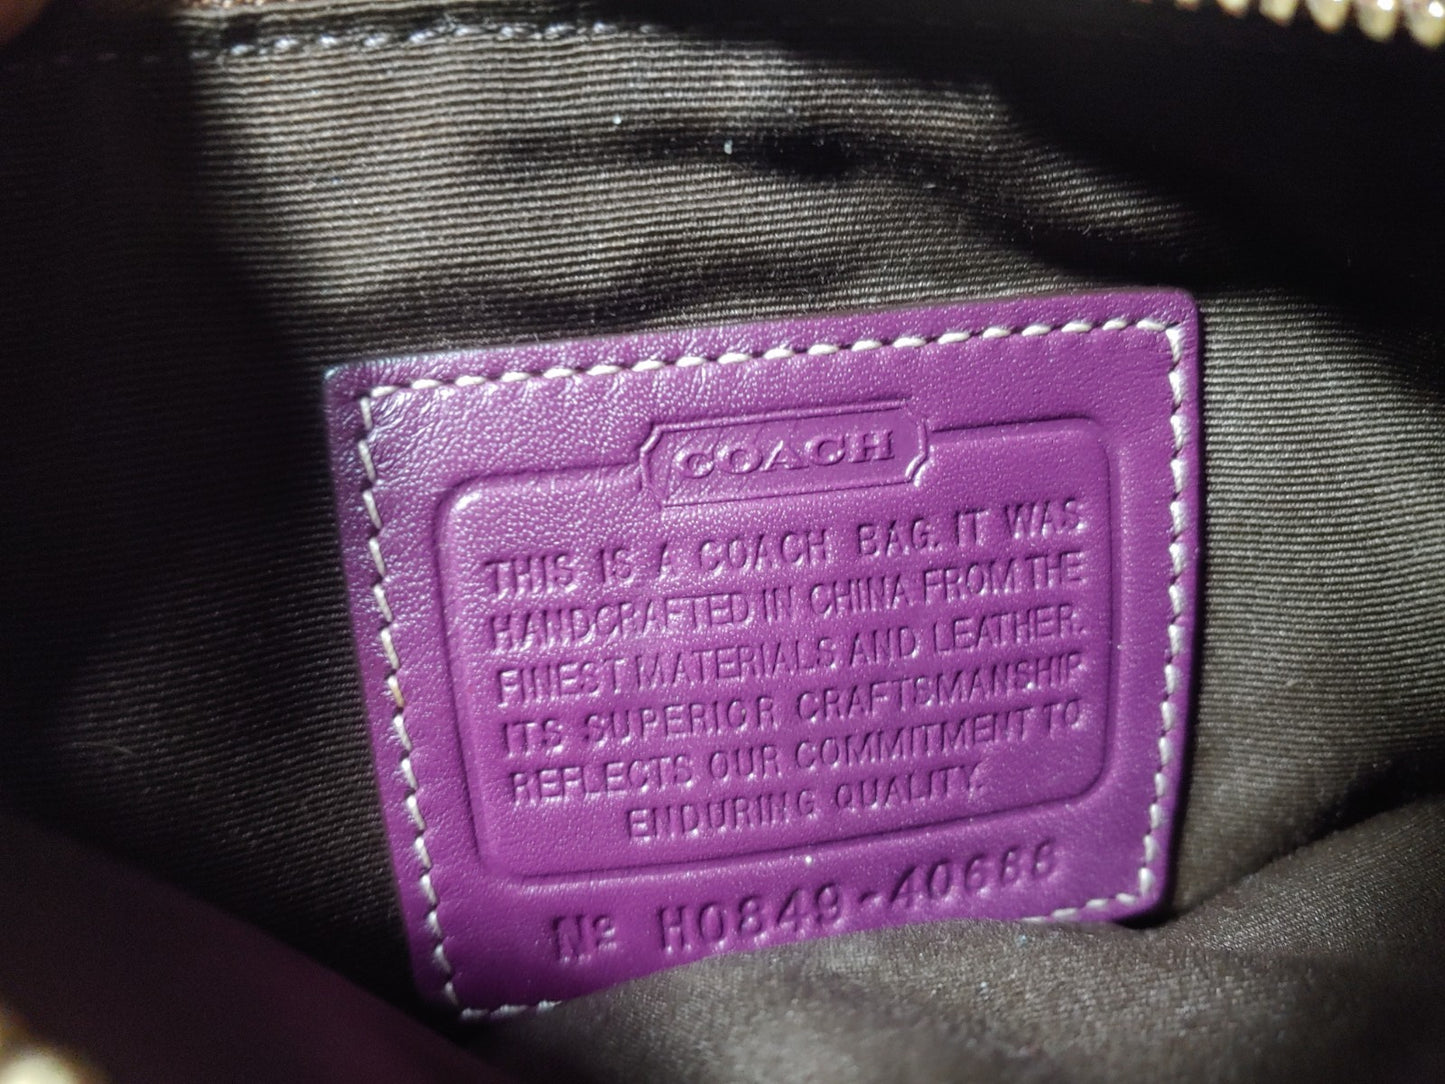 COACH
THIS IS A COACH BAG. IT WAS
HANDCRAFTED IN CHINA FROM THE
FINEST MATERIALS AND LEATHER.
ITS SUPERIOR CRAFTSMANSHIP
REFLECTS OUR COMMITMENT TO
ENDURING QUALITY.
Nº H0849-40688